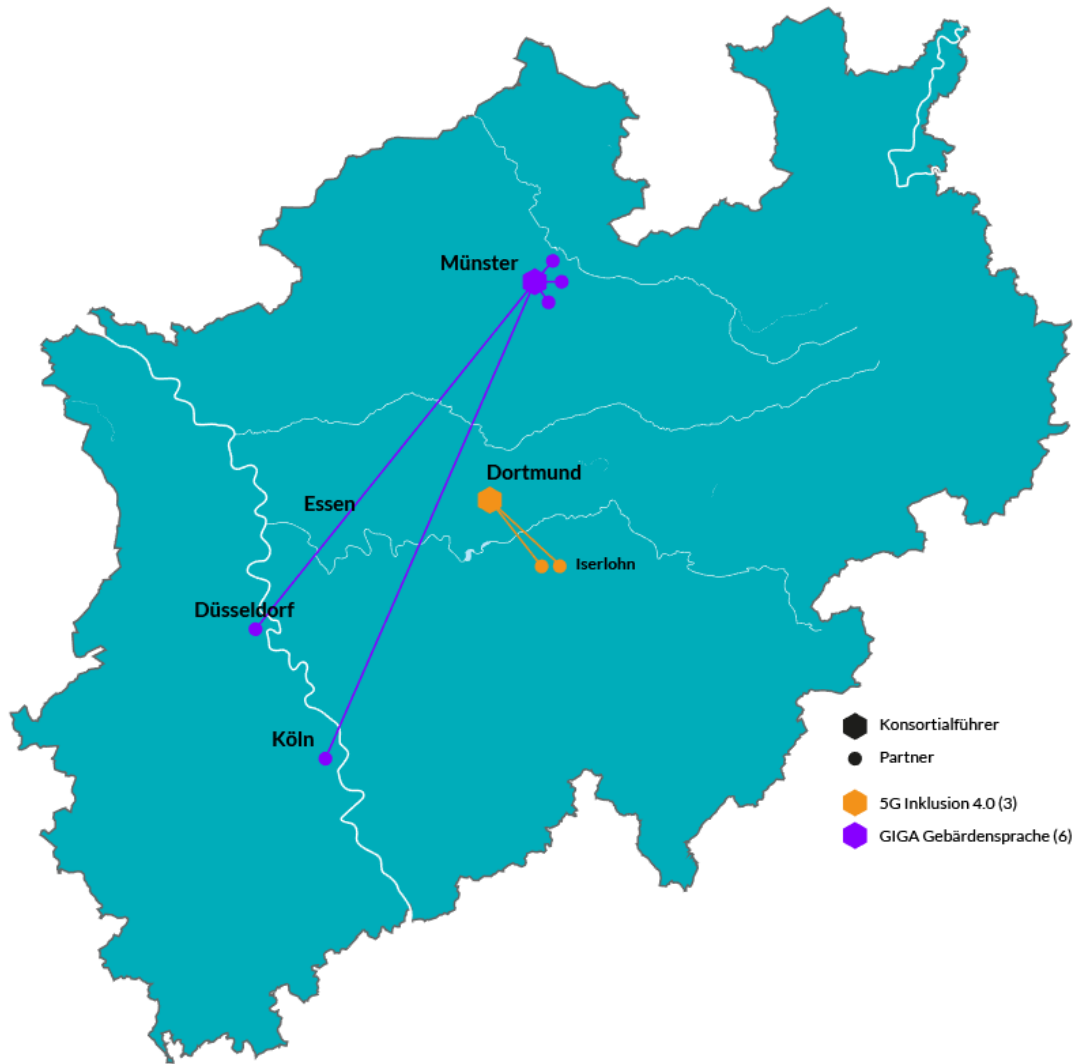 Münster
Dortmund
Essen
Iserlohn
Düsseldorf
Köln
Konsortialführer
Partner
5G Inklusion 4.0 (3)
GIGA Gebärdensprache (6)